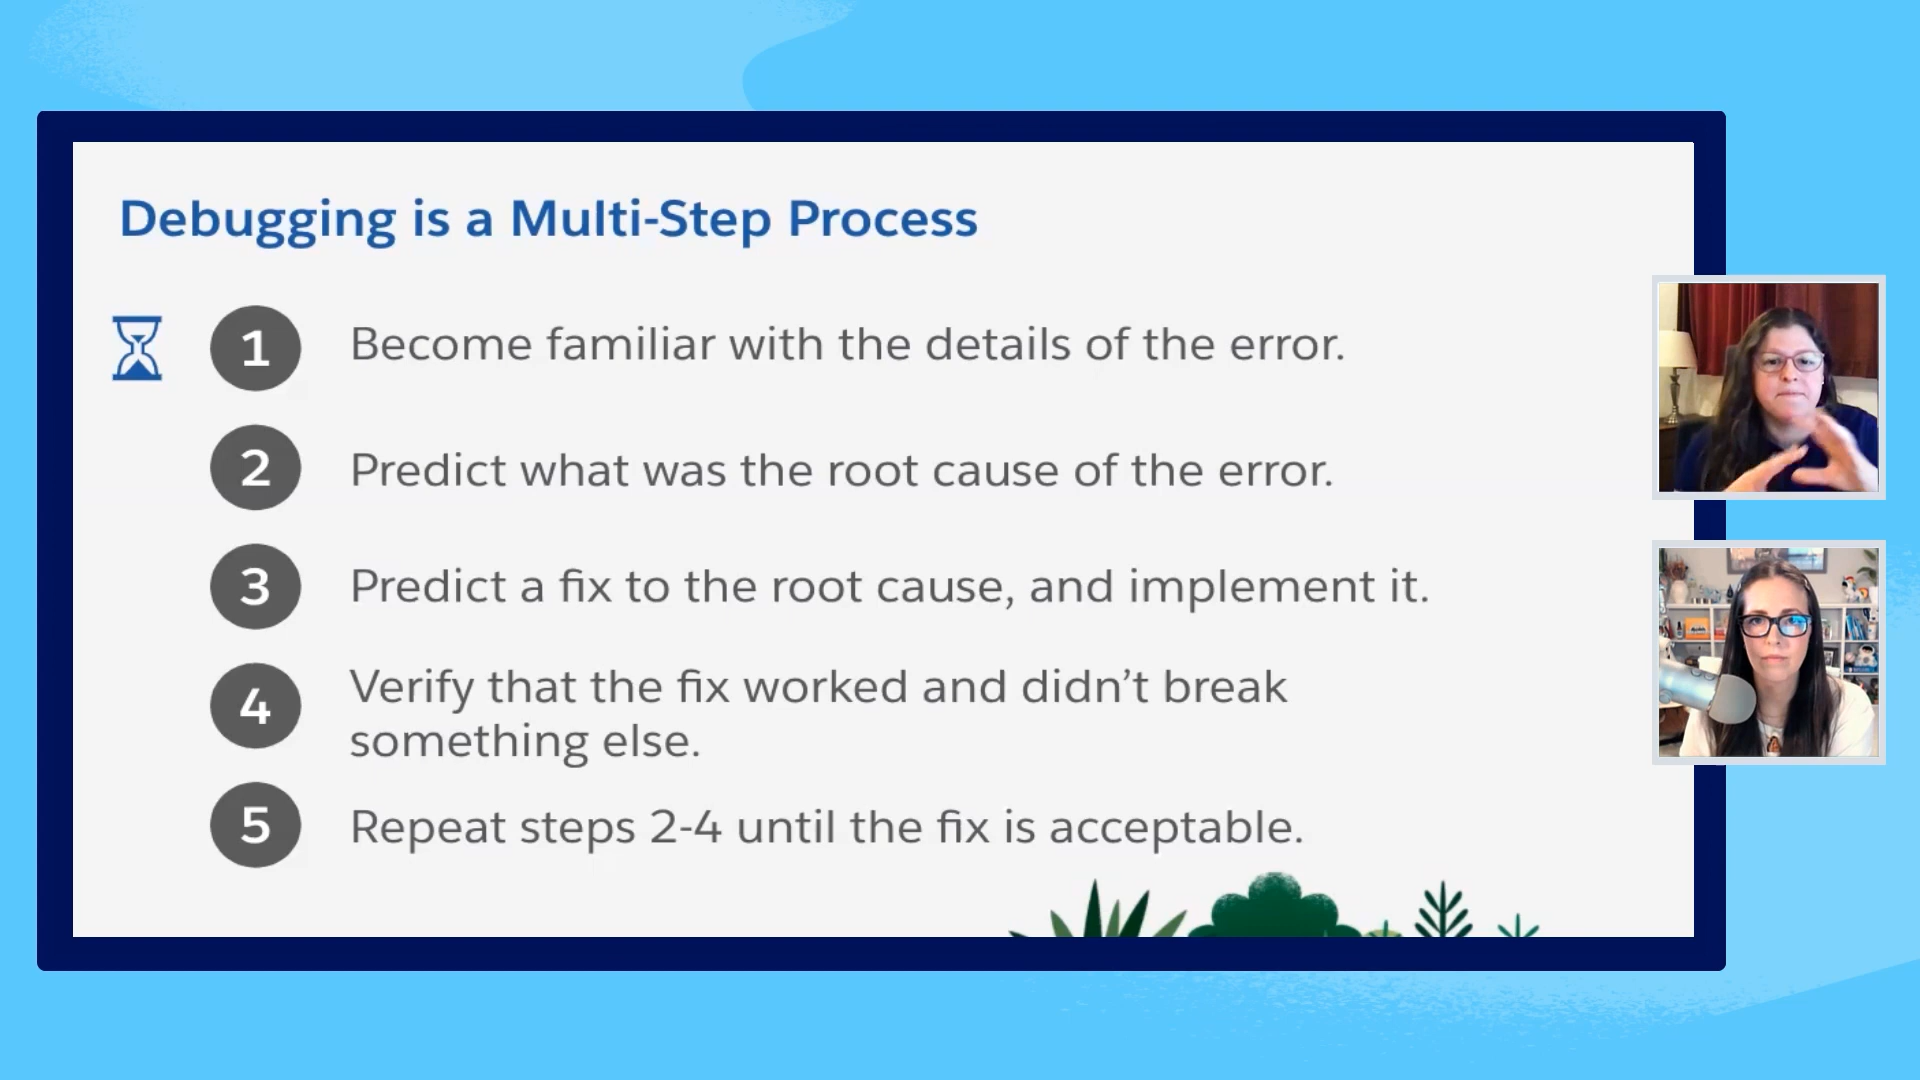 Debugging is a Multi-Step Process
1 Become familiar with the details of the error.
2 Predict what was the root cause of the error.
3 Predict a fix to the root cause, and implement it.
4 Verify that the fix worked and didn’t break
something else.
5 Repeat steps 2-4 until the fix is acceptable.